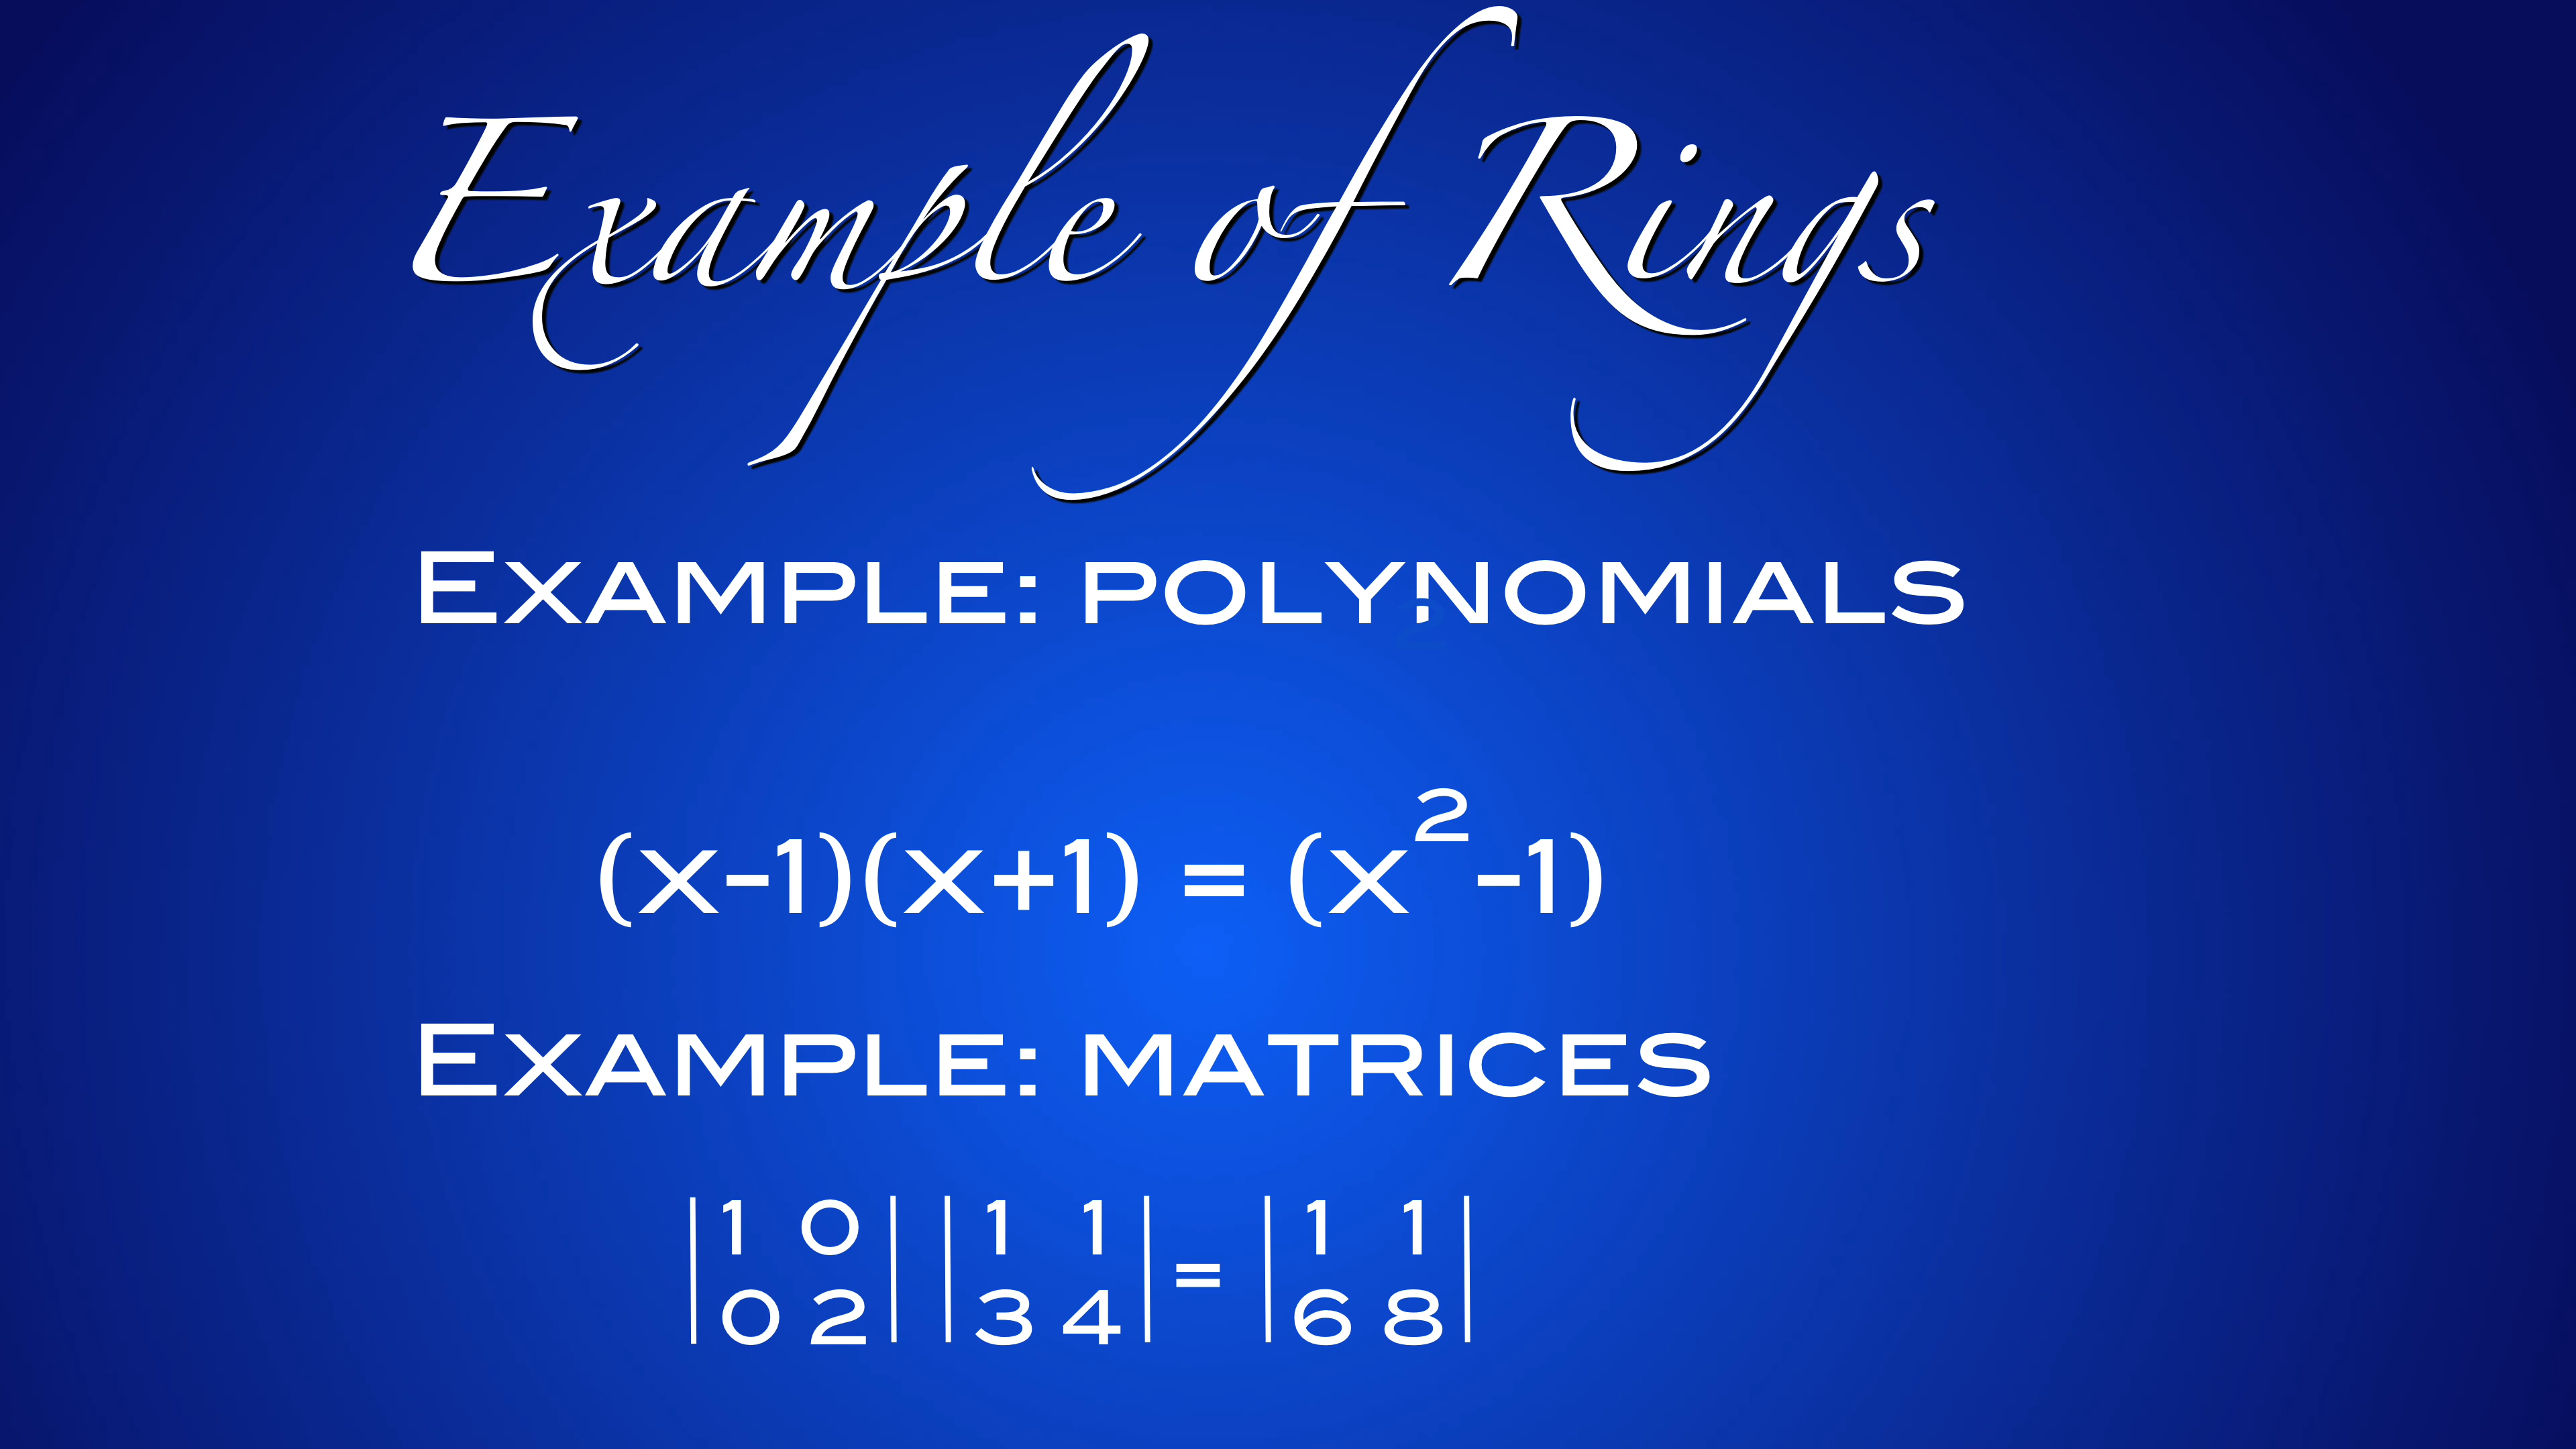 Example of Rings
Example: polynomials
(x-1)(x+1) = (x²-1)
Example: matrices
|1 0| |1 1| = |1 1|
|0 2| |3 4| |6 8|